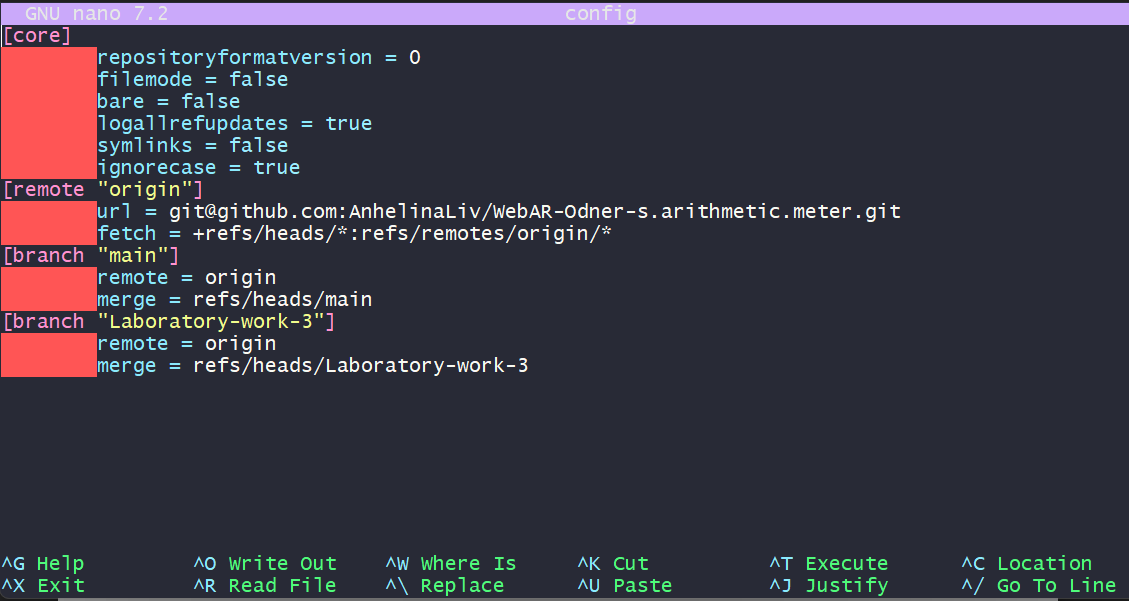 GNU nano 7.2 config
[core]
repositoryformatversion = 0
filemode = false
bare = false
logallrefupdates = true
symlinks = false
ignorecase = true
[remote "origin"]
url = git@github.com:AnhelinaLiv/WebAR-Odner-s.arithmetic.meter.git
fetch = +refs/heads/*:refs/remotes/origin/*
[branch "main"]
remote = origin
merge = refs/heads/main
[branch "Laboratory-work-3"]
remote = origin
merge = refs/heads/Laboratory-work-3
^G Help ^O Write Out ^W Where Is ^K Cut ^T Execute ^C Location
^X Exit ^R Read File ^\ Replace ^U Paste ^J Justify ^/ Go To Line